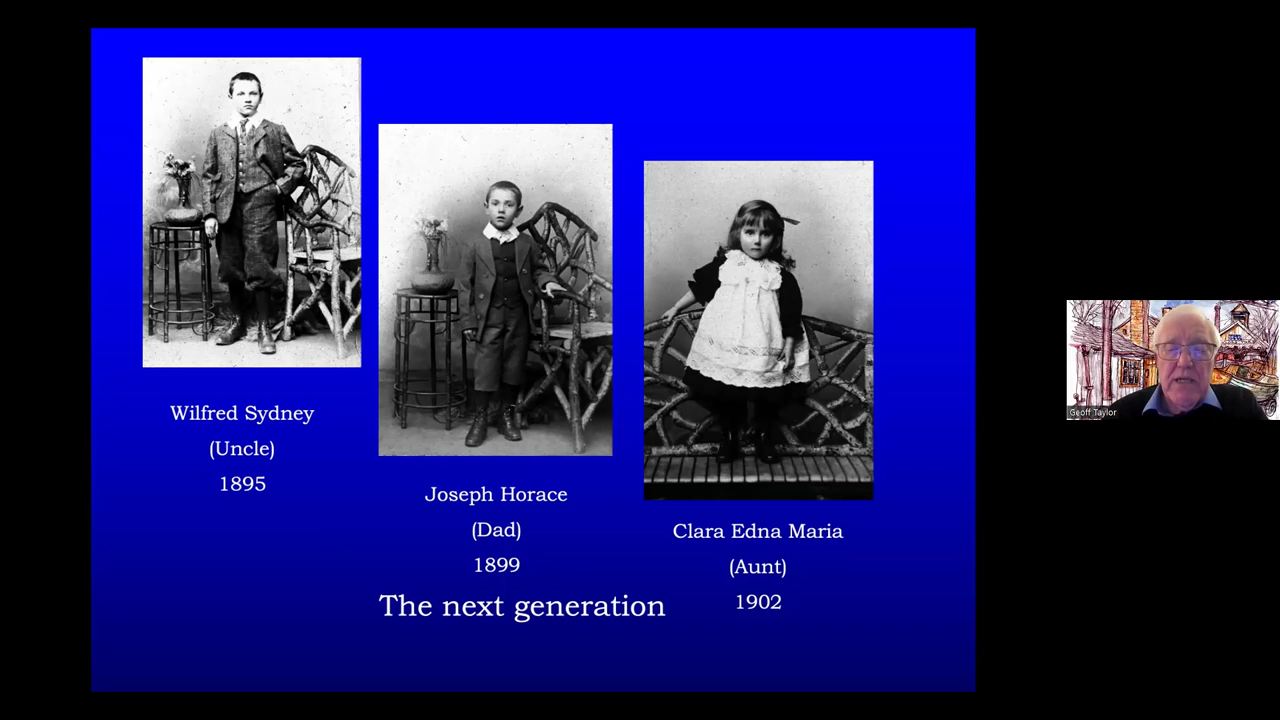 Wilfred Sydney
(Uncle)
1895
Joseph Horace
(Dad)
1899
Clara Edna Maria
(Aunt)
1902
The next generation
Geoff Taylor